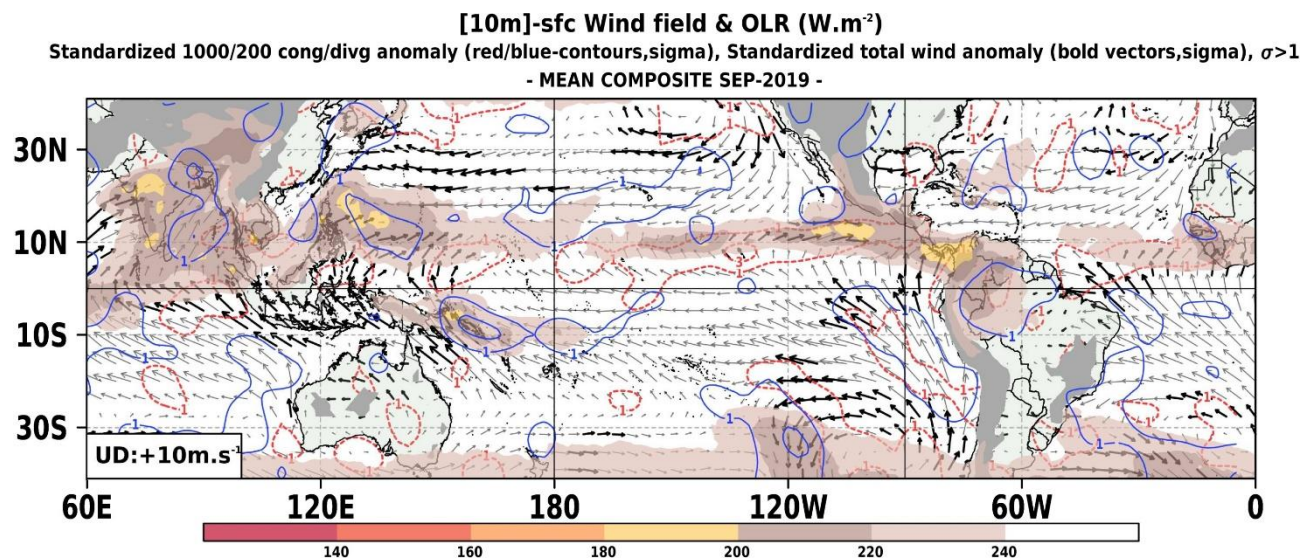 [10m]-sfc Wind field & OLR (W.m⁻²)
Standardized 1000/200 cong/divg anomaly (red/blue-contours,sigma), Standardized total wind anomaly (bold vectors,sigma), σ>1
- MEAN COMPOSITE SEP-2019 -
30N
10N
10S
30S
UD:+10m.s⁻¹
60E 120E 180 120W 60W 0
140 160 180 200 220 240